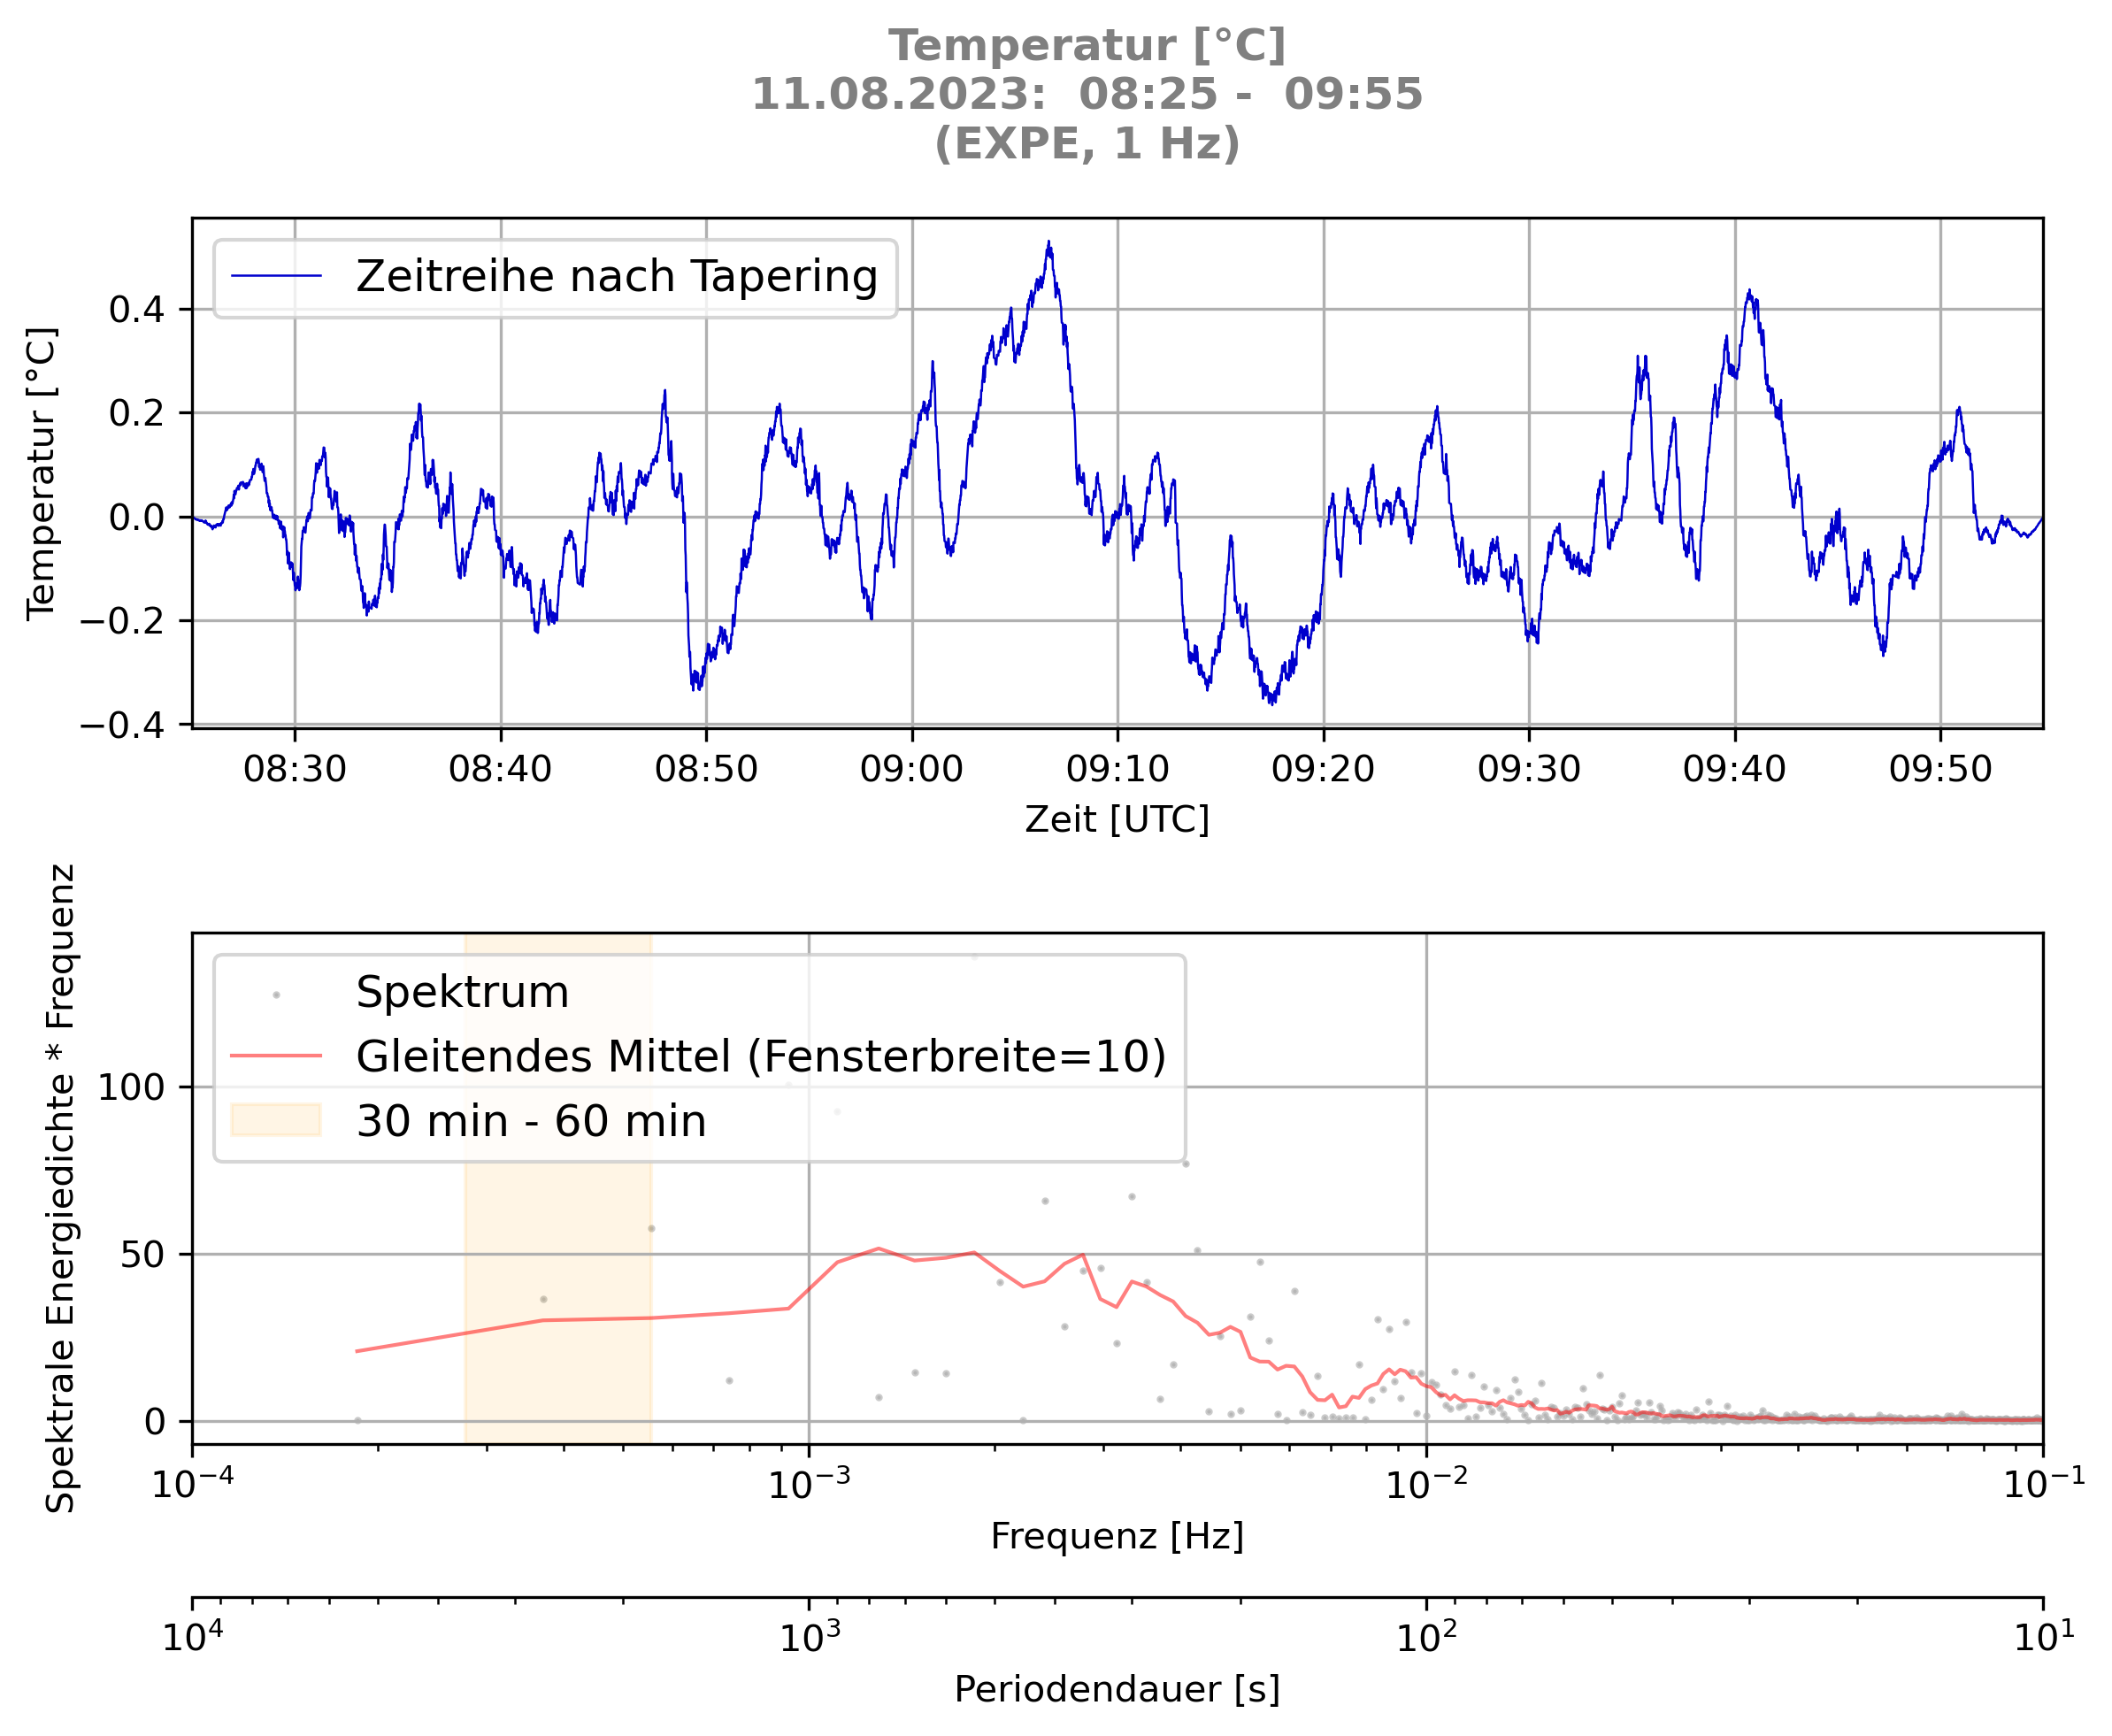 Temperatur [°C]
11.08.2023:  08:25 -  09:55
(EXPE, 1 Hz)
Zeitreihe nach Tapering
Temperatur [°C]
0.4
0.2
0.0
−0.2
−0.4
08:30 08:40 08:50 09:00 09:10 09:20 09:30 09:40 09:50
Zeit [UTC]
Spektrale Energiedichte * Frequenz
Spektrum
Gleitendes Mittel (Fensterbreite=10)
30 min - 60 min
100
50
0
10⁻⁴ 10⁻³ 10⁻² 10⁻¹
Frequenz [Hz]
10⁴ 10³ 10² 10¹
Periodendauer [s]